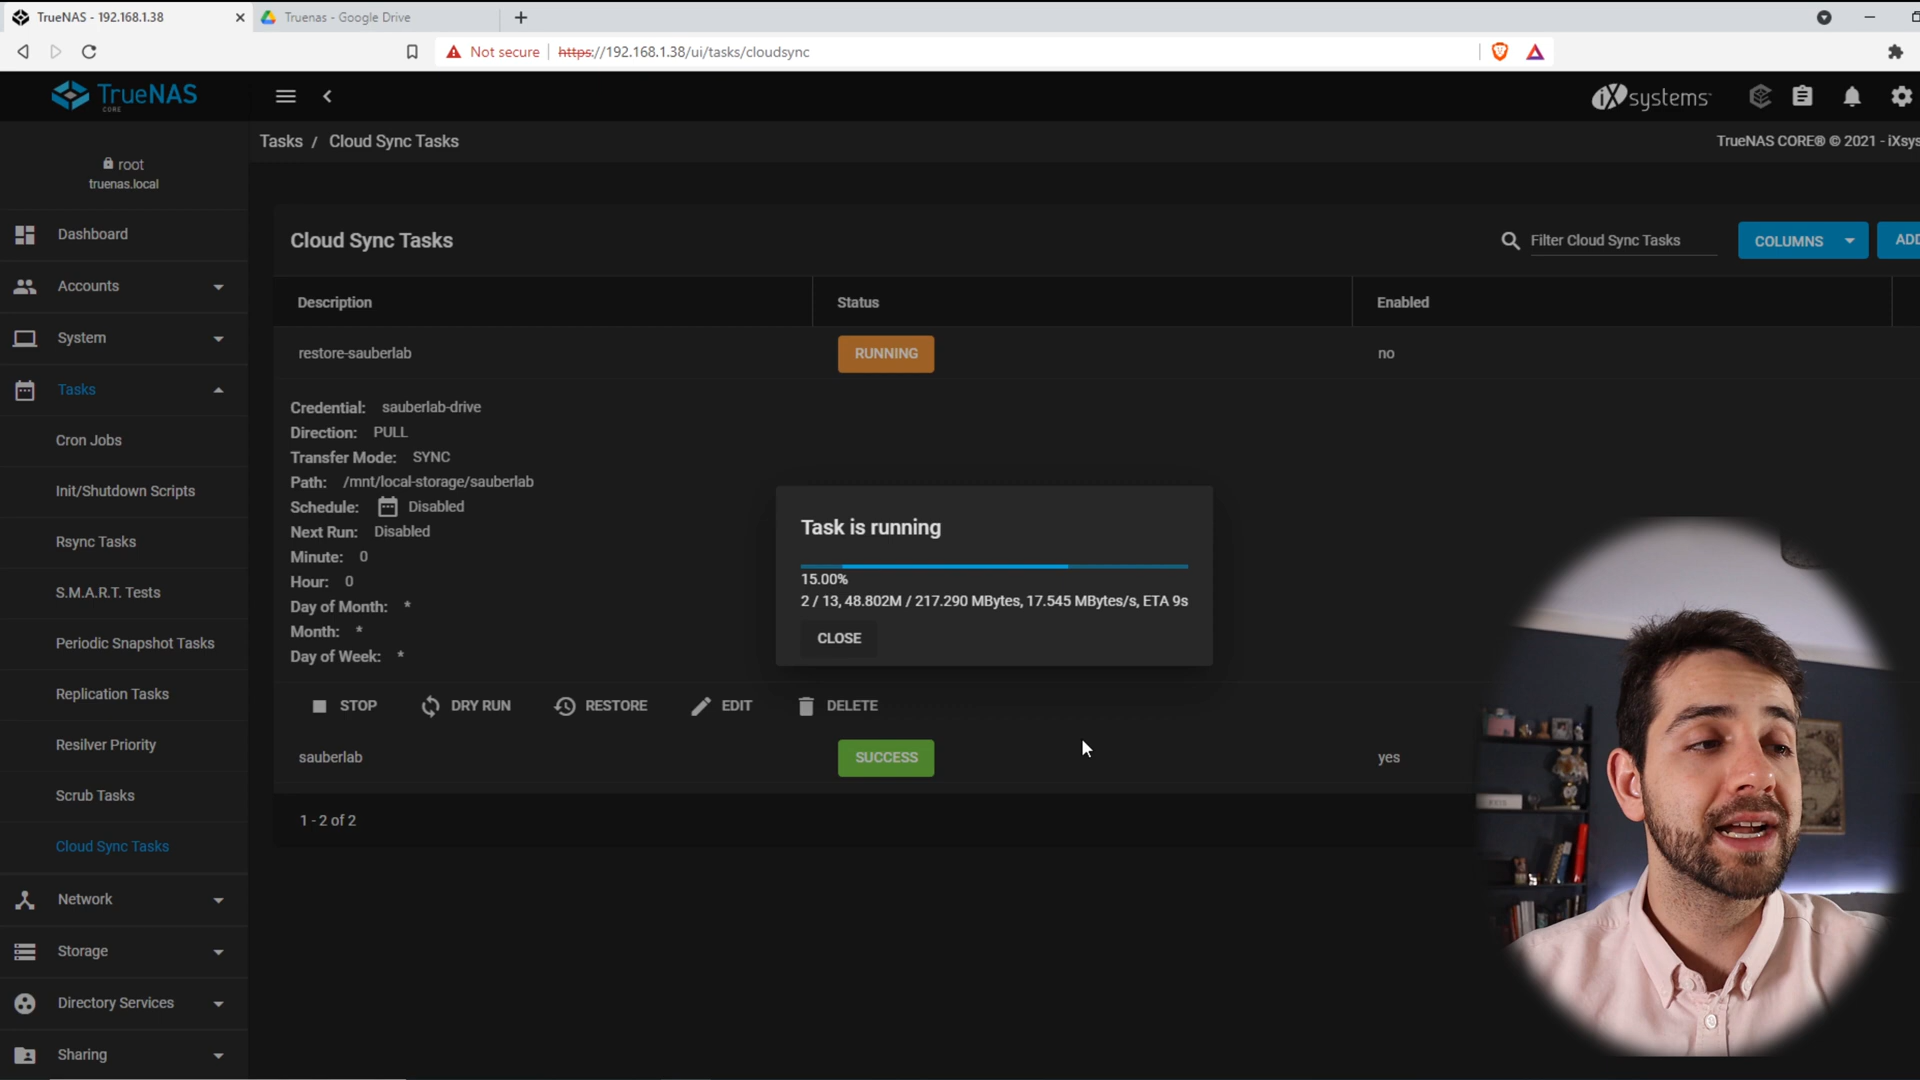 TrueNAS - 192.168.1.38
Truenas - Google Drive
Not secure
https://192.168.1.38/ui/tasks/cloudsync
TrueNAS
CORE
iXsystems
root
truenas.local
Tasks / Cloud Sync Tasks
TrueNAS CORE® © 2021 - iXsys
Dashboard
Accounts
System
Tasks
Cron Jobs
Init/Shutdown Scripts
Rsync Tasks
S.M.A.R.T. Tests
Periodic Snapshot Tasks
Replication Tasks
Resilver Priority
Scrub Tasks
Cloud Sync Tasks
Network
Storage
Directory Services
Sharing
Cloud Sync Tasks
Filter Cloud Sync Tasks
COLUMNS
ADD
Description Status Enabled
restore-sauberlab RUNNING no
Credential: sauberlab-drive
Direction: PULL
Transfer Mode: SYNC
Path: /mnt/local-storage/sauberlab
Schedule: Disabled
Next Run: Disabled
Minute: 0
Hour: 0
Day of Month: *
Month: *
Day of Week: *
Task is running
15.00%
2 / 13, 48.802M / 217.290 MBytes, 17.545 MBytes/s, ETA 9s
CLOSE
STOP DRY RUN RESTORE EDIT DELETE
sauberlab SUCCESS yes
1 - 2 of 2